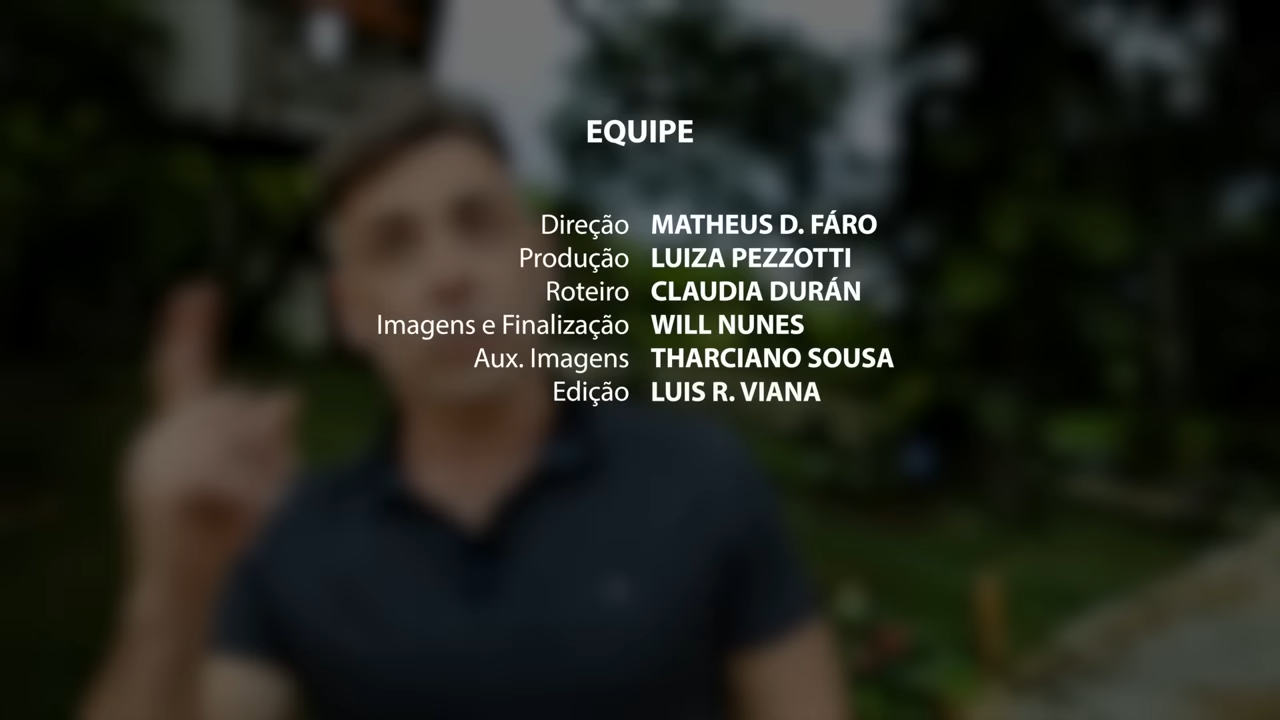 EQUIPE
Direção MATHEUS D. FÁRO
Produção LUIZA PEZZOTTI
Roteiro CLAUDIA DURÁN
Imagens e Finalização WILL NUNES
Aux. Imagens THARCIANO SOUSA
Edição LUIS R. VIANA